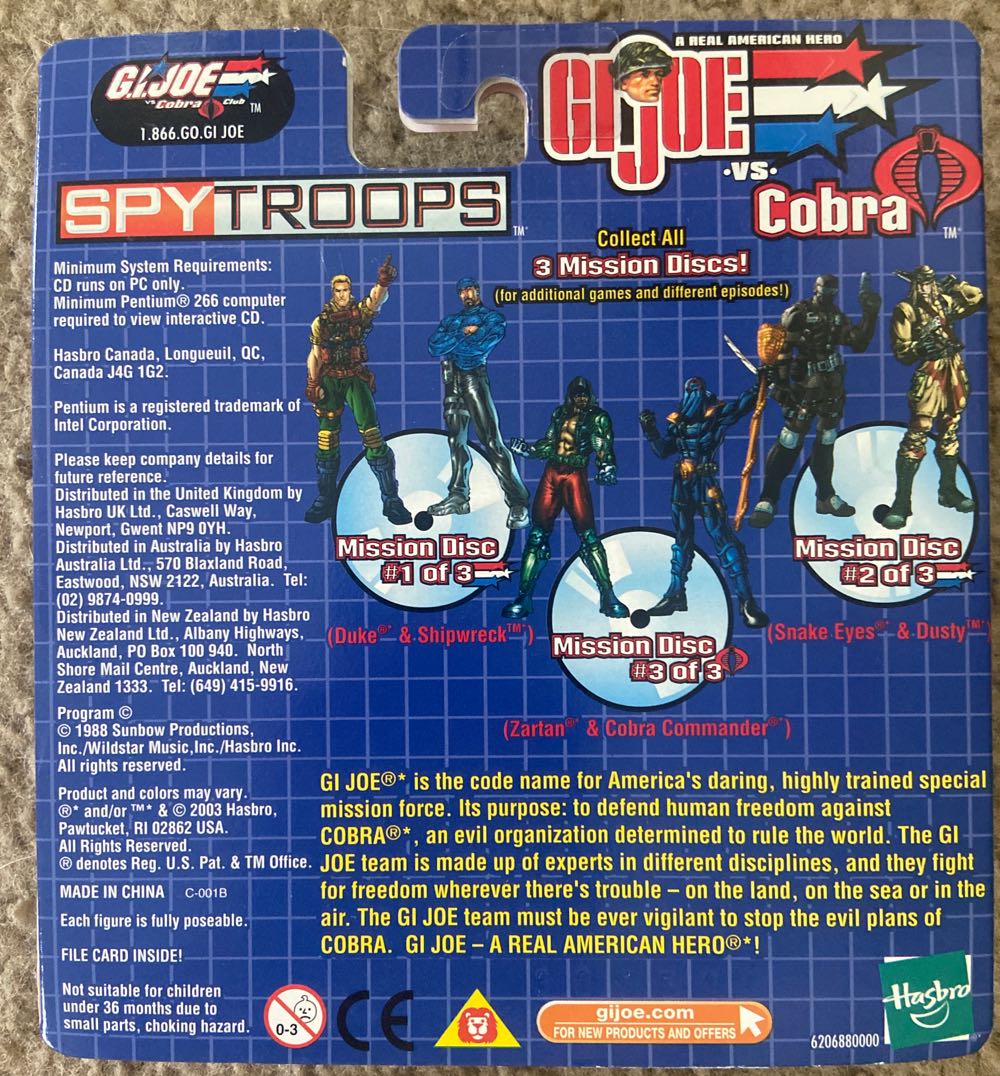 G.I. JOE
vs Cobra Club ™
1.866.GO.GI JOE
A REAL AMERICAN HERO
GI JOE
•VS•
Cobra
™
SPYTROOPS ™*
Minimum System Requirements:
CD runs on PC only.
Minimum Pentium® 266 computer
required to view interactive CD.
Hasbro Canada, Longueuil, QC,
Canada J4G 1G2.
Pentium is a registered trademark of
Intel Corporation.
Please keep company details for
future reference.
Distributed in the United Kingdom by
Hasbro UK Ltd., Caswell Way,
Newport, Gwent NP9 0YH.
Distributed in Australia by Hasbro
Australia Ltd., 570 Blaxland Road,
Eastwood, NSW 2122, Australia. Tel:
(02) 9874-0999.
Distributed in New Zealand by Hasbro
New Zealand Ltd., Albany Highways,
Auckland, PO Box 100 940. North
Shore Mail Centre, Auckland, New
Zealand 1333. Tel: (649) 415-9916.
Program ©
© 1988 Sunbow Productions,
Inc./Wildstar Music,Inc./Hasbro Inc.
All rights reserved.
Product and colors may vary.
®* and/or ™* & © 2003 Hasbro,
Pawtucket, RI 02862 USA.
All Rights Reserved.
® denotes Reg. U.S. Pat. & TM Office.
MADE IN CHINA C-001B
Each figure is fully poseable.
FILE CARD INSIDE!
Not suitable for children
under 36 months due to
small parts, choking hazard.
0-3
CE
Collect All
3 Mission Discs!
(for additional games and different episodes!)
Mission Disc
#1 of 3
(Duke®* & Shipwreck™*)
Mission Disc
#2 of 3
(Snake Eyes®* & Dusty™*)
Mission Disc
#3 of 3
(Zartan®* & Cobra Commander®*)
GI JOE®* is the code name for America's daring, highly trained special
mission force. Its purpose: to defend human freedom against
COBRA®*, an evil organization determined to rule the world. The GI
JOE team is made up of experts in different disciplines, and they fight
for freedom wherever there's trouble – on the land, on the sea or in the
air. The GI JOE team must be ever vigilant to stop the evil plans of
COBRA. GI JOE – A REAL AMERICAN HERO®*!
gijoe.com
FOR NEW PRODUCTS AND OFFERS
6206880000
Hasbro